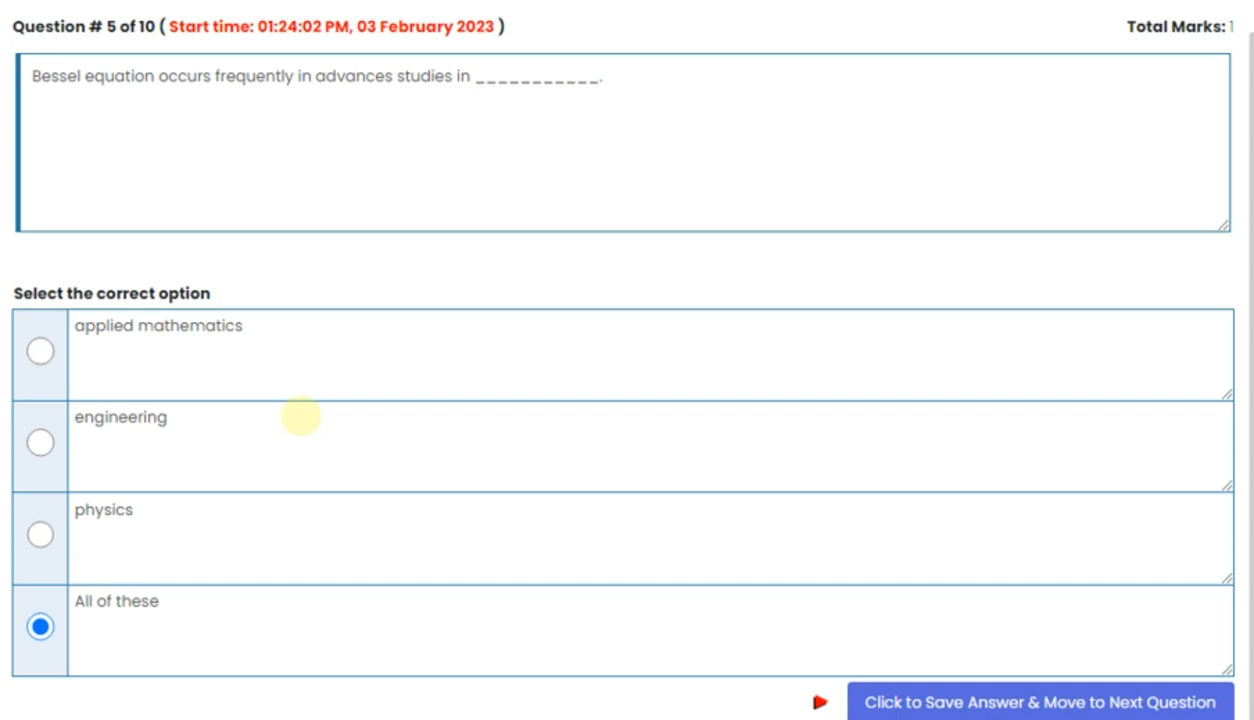 Question # 5 of 10 ( Start time: 01:24:02 PM, 03 February 2023 ) Total Marks: 1
Bessel equation occurs frequently in advances studies in ___________.
Select the correct option
applied mathematics
engineering
physics
All of these
Click to Save Answer & Move to Next Question